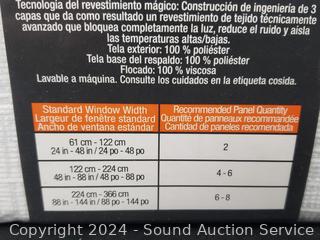 Tecnología del revestimiento mágico: Construcción de ingeniería de 3
capas que da como resultado un revestimiento de tejido técnicamente
avanzado que bloquea completamente la luz, reduce el ruido y aísla
las temperaturas altas/bajas.
Tela exterior: 100 % poliéster
Tela base del respaldo: 100 % poliéster
Flocado: 100 % viscosa
Lavable a máquina. Consulte los cuidados en la etiqueta cosida.
Standard Window Width
Largeur de fenêtre standard
Ancho de ventana estándar
Recommended Panel Quantity
Quantité de panneaux recommandée
Cantidad de paneles recomendada
61 cm - 122 cm
24 in - 48 in / 24 po - 48 po
2
122 cm - 224 cm
48 in - 88 in / 48 po - 88 po
4 - 6
224 cm - 366 cm
88 in - 144 in / 88 po - 144 po
6 - 8
Copyright 2024 - Sound Auction Service